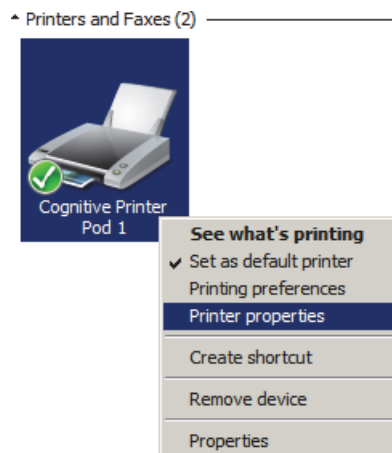 Printers and Faxes (2)
Cognitive Printer
Pod 1
See what's printing
Set as default printer
Printing preferences
Printer properties
Create shortcut
Remove device
Properties